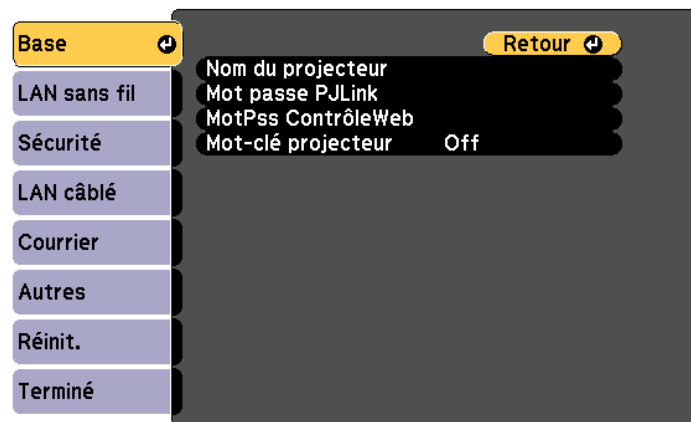 Base
LAN sans fil
Sécurité
LAN câblé
Courrier
Autres
Réinit.
Terminé
Retour
Nom du projecteur
Mot passe PJLink
MotPss ContrôleWeb
Mot-clé projecteur Off